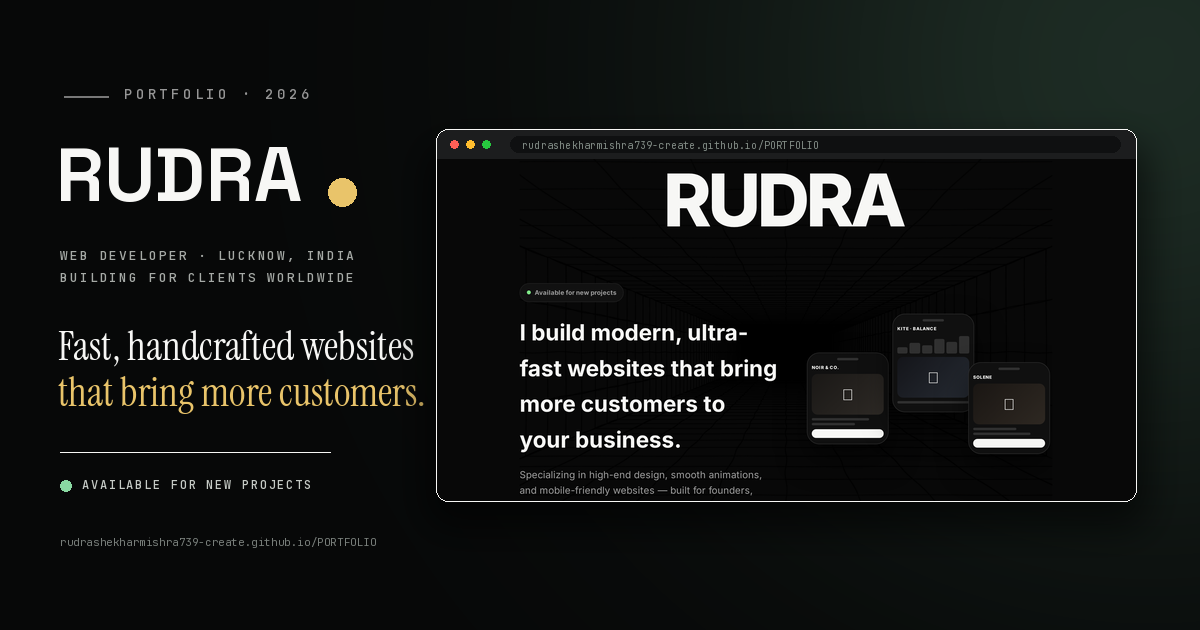 PORTFOLIO · 2026
RUDRA
WEB DEVELOPER · LUCKNOW, INDIA
BUILDING FOR CLIENTS WORLDWIDE
Fast, handcrafted websites
that bring more customers.
AVAILABLE FOR NEW PROJECTS
rudrashekharmishra739-create.github.io/PORTFOLIO
rudrashekharmishra739-create.github.io/PORTFOLIO
RUDRA
Available for new projects
I build modern, ultra-
fast websites that bring
more customers to
your business.
Specializing in high-end design, smooth animations,
and mobile-friendly websites — built for founders,
NOIR & CO.
KITE · BALANCE
SOLENE